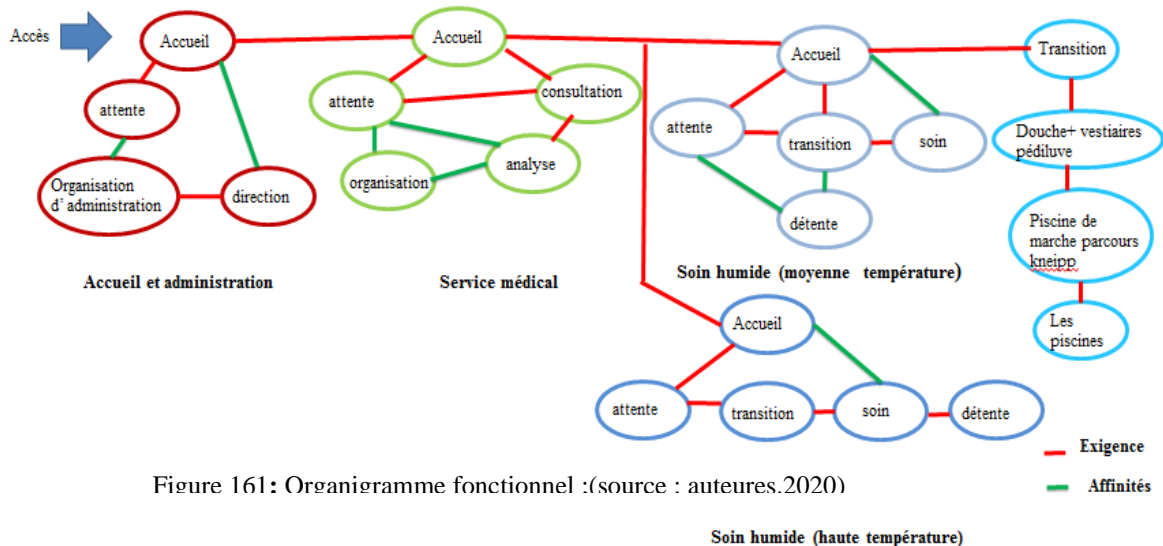 Accès
Accueil
attente
Organisation
d' administration
direction
Accueil et administration
Accueil
attente
consultation
organisation
analyse
Service médical
Accueil
attente
transition
soin
détente
Soin humide (moyenne température)
Transition
Douche+ vestiaires
pédiluve
Piscine de
marche parcours
kneipp
Les
piscines
Accueil
attente
transition
soin
détente
Exigence
Affinités
Figure 161: Organigramme fonctionnel ;(source : auteures.2020)
Soin humide (haute température)